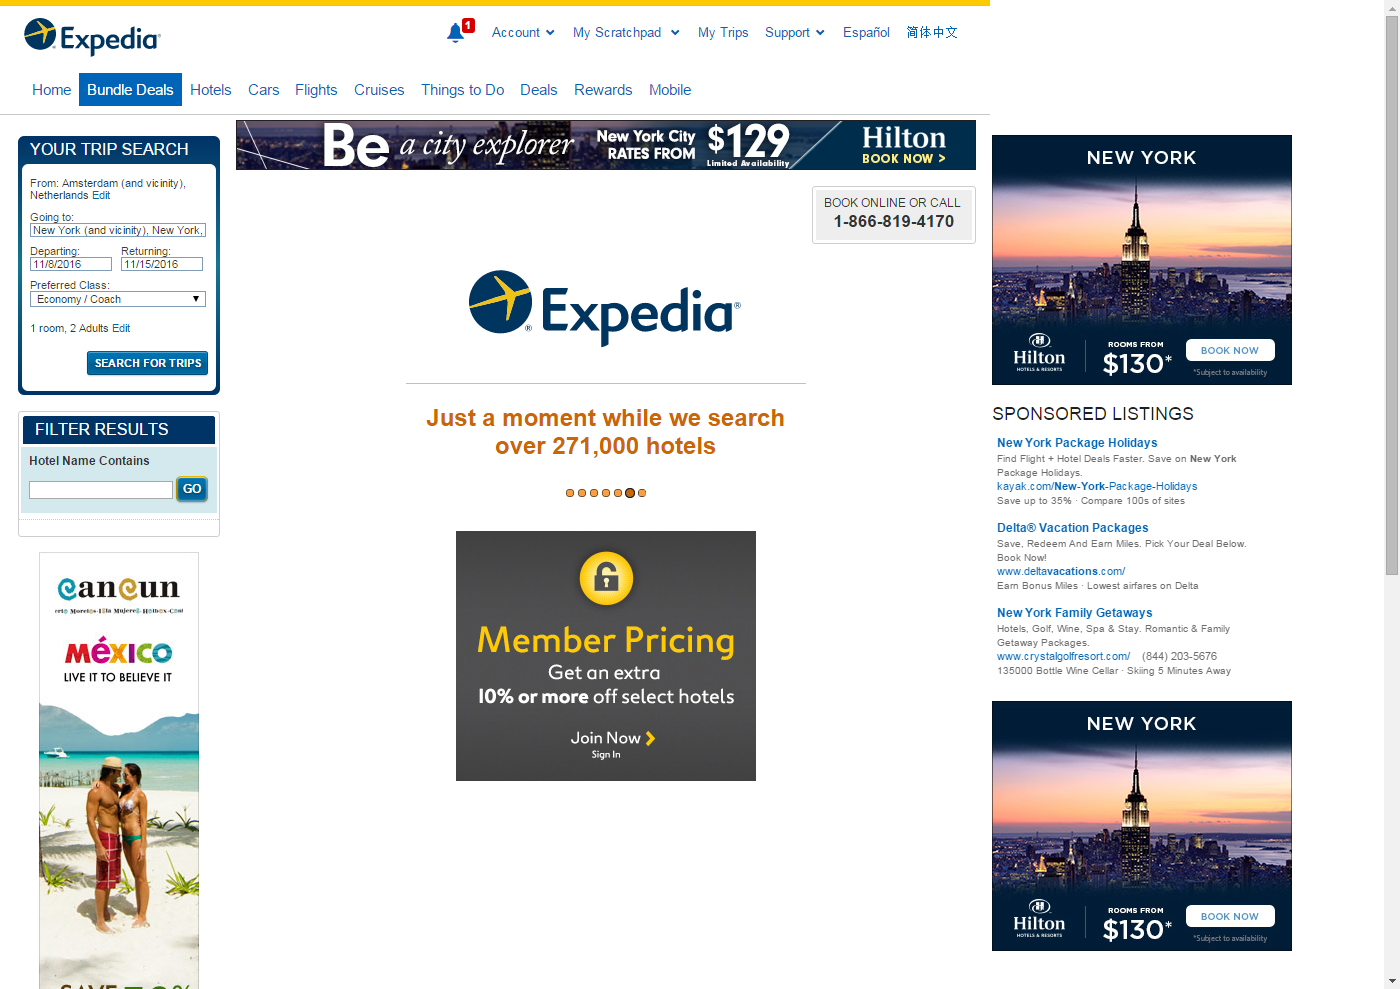 Expedia
1
Account
My Scratchpad
My Trips
Support
Español
简体中文
Home
Bundle Deals
Hotels
Cars
Flights
Cruises
Things to Do
Deals
Rewards
Mobile
YOUR TRIP SEARCH
From: Amsterdam (and vicinity),
Netherlands Edit
Going to:
New York (and vicinity), New York,
Departing:
Returning:
11/8/2016
11/15/2016
Preferred Class:
Economy / Coach
1 room, 2 Adults Edit
SEARCH FOR TRIPS
FILTER RESULTS
Hotel Name Contains
GO
cancun
MéXICO
LIVE IT TO BELIEVE IT
Be a city explorer
New York City
RATES FROM
$129
Limited Availability
Hilton
BOOK NOW >
BOOK ONLINE OR CALL
1-866-819-4170
Expedia®
Just a moment while we search
over 271,000 hotels
Member Pricing
Get an extra
10% or more off select hotels
Join Now
Sign In
NEW YORK
Hilton
HOTELS & RESORTS
ROOMS FROM
$130*
BOOK NOW
*Subject to availability
SPONSORED LISTINGS
New York Package Holidays
Find Flight + Hotel Deals Faster. Save on New York
Package Holidays.
kayak.com/New-York-Package-Holidays
Save up to 35% · Compare 100s of sites
Delta® Vacation Packages
Save, Redeem And Earn Miles. Pick Your Deal Below.
Book Now!
www.deltavacations.com/
Earn Bonus Miles · Lowest airfares on Delta
New York Family Getaways
Hotels, Golf, Wine, Spa & Stay. Romantic & Family
Getaway Packages.
www.crystalgolfresort.com/ (844) 203-5676
135000 Bottle Wine Cellar · Skiing 5 Minutes Away
NEW YORK
Hilton
HOTELS & RESORTS
ROOMS FROM
$130*
BOOK NOW
*Subject to availability